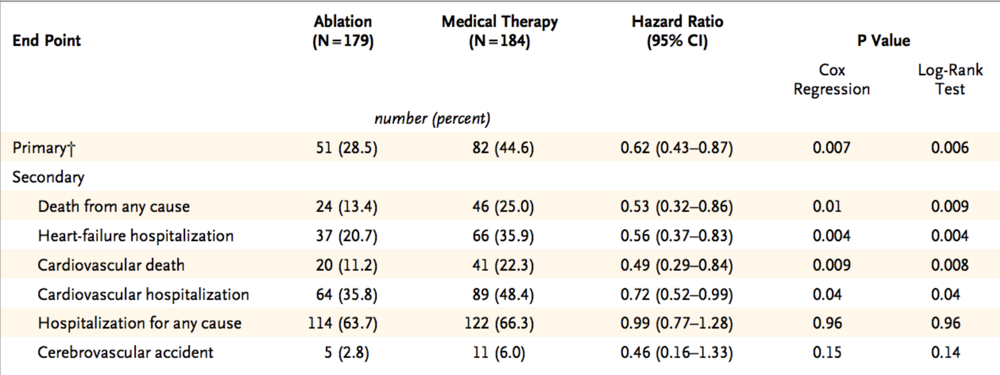 End Point Ablation (N=179) Medical Therapy (N=184) Hazard Ratio (95% CI) P Value
Cox Regression Log-Rank Test
number (percent)
Primary† 51 (28.5) 82 (44.6) 0.62 (0.43–0.87) 0.007 0.006
Secondary
Death from any cause 24 (13.4) 46 (25.0) 0.53 (0.32–0.86) 0.01 0.009
Heart-failure hospitalization 37 (20.7) 66 (35.9) 0.56 (0.37–0.83) 0.004 0.004
Cardiovascular death 20 (11.2) 41 (22.3) 0.49 (0.29–0.84) 0.009 0.008
Cardiovascular hospitalization 64 (35.8) 89 (48.4) 0.72 (0.52–0.99) 0.04 0.04
Hospitalization for any cause 114 (63.7) 122 (66.3) 0.99 (0.77–1.28) 0.96 0.96
Cerebrovascular accident 5 (2.8) 11 (6.0) 0.46 (0.16–1.33) 0.15 0.14